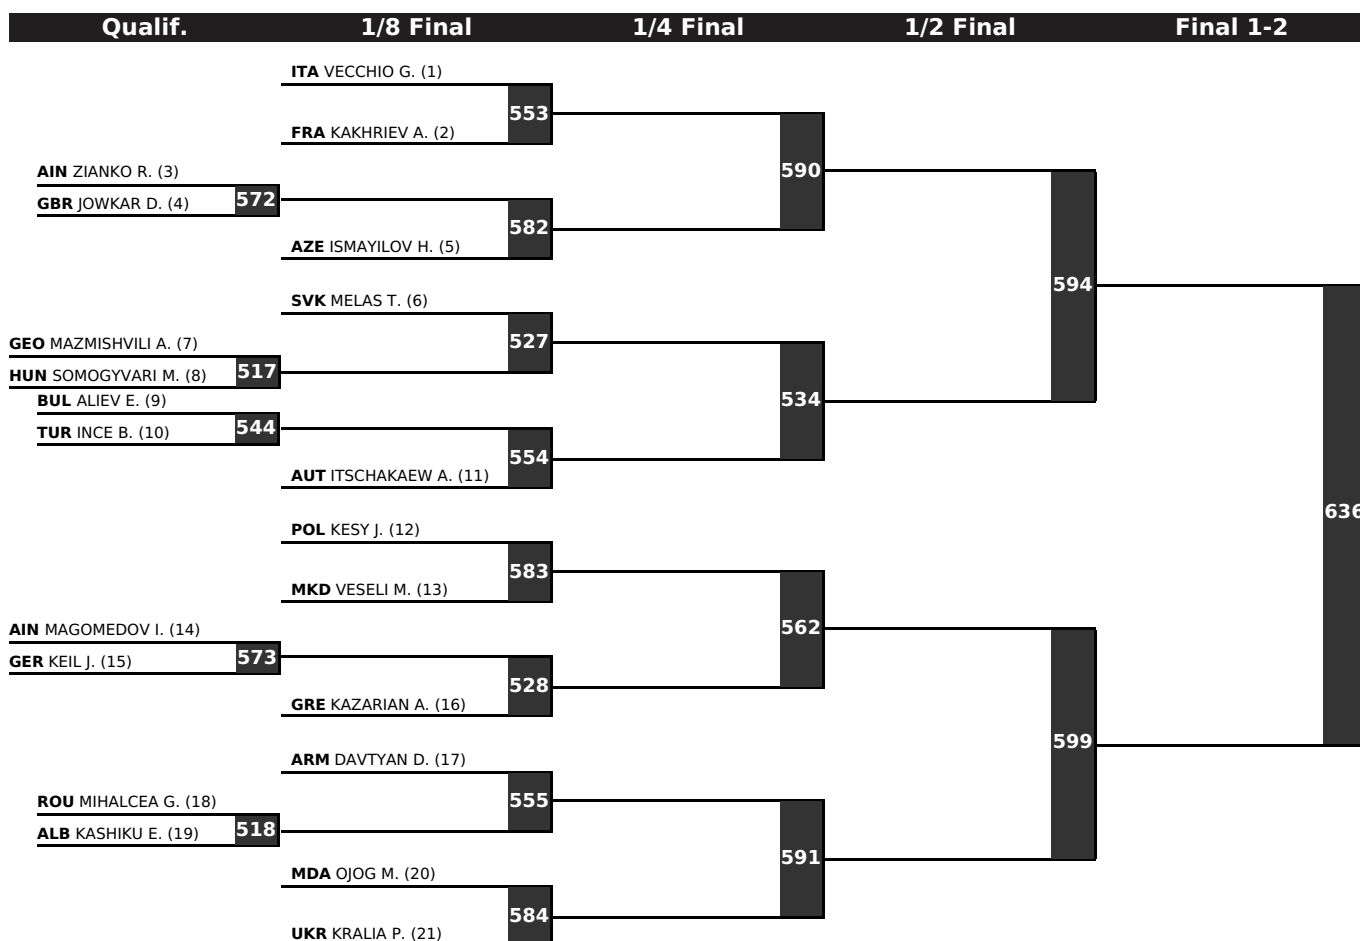 Qualif. 1/8 Final 1/4 Final 1/2 Final Final 1-2
ITA VECCHIO G. (1)
553
FRA KAKHRIEV A. (2)
590
AIN ZIANKO R. (3)
572
GBR JOWKAR D. (4)
582
AZE ISMAYILOV H. (5)
594
SVK MELAS T. (6)
527
GEO MAZMISHVILI A. (7)
517
HUN SOMOGYVARI M. (8)
534
BUL ALIEV E. (9)
544
TUR INCE B. (10)
554
AUT ITSCHAKAEW A. (11)
636
POL KESY J. (12)
583
MKD VESELI M. (13)
562
AIN MAGOMEDOV I. (14)
573
GER KEIL J. (15)
528
GRE KAZARIAN A. (16)
599
ARM DAVTYAN D. (17)
555
ROU MIHALCEA G. (18)
518
ALB KASHIKU E. (19)
591
MDA OJOG M. (20)
584
UKR KRALIA P. (21)